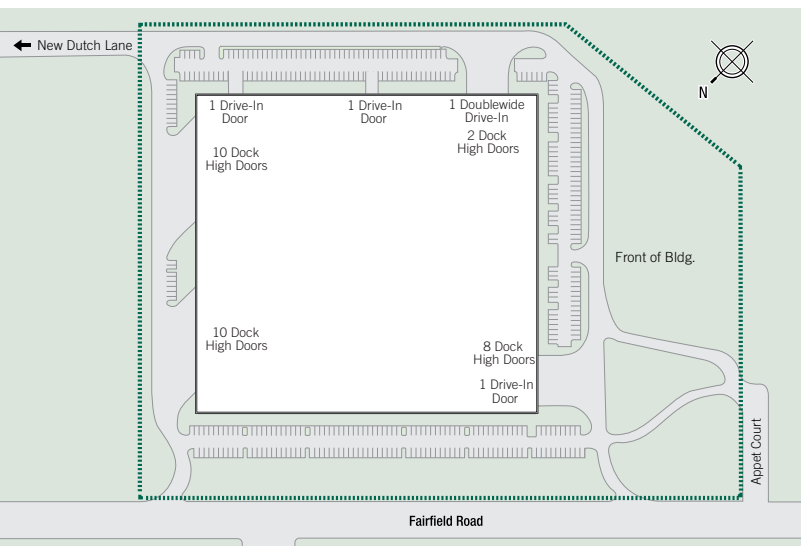 New Dutch Lane
N
1 Drive-In
Door
1 Drive-In
Door
1 Doublewide
Drive-In
2 Dock
High Doors
10 Dock
High Doors
Front of Bldg.
10 Dock
High Doors
8 Dock
High Doors
1 Drive-In
Door
Appet Court
Fairfield Road